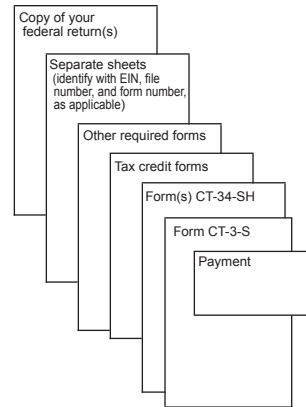 Copy of your
federal return(s)
Separate sheets
(identify with EIN, file
number, and form number,
as applicable)
Other required forms
Tax credit forms
Form(s) CT-34-SH
Form CT-3-S
Payment